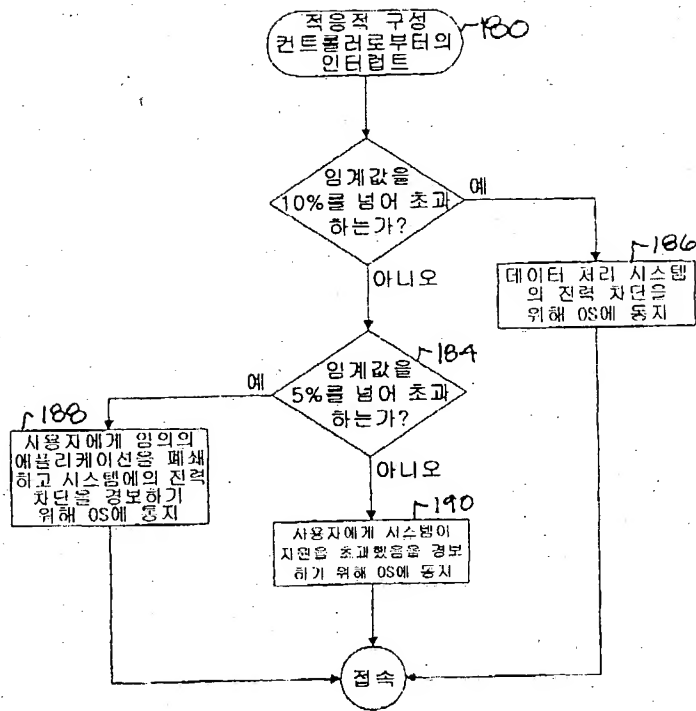 적응적 구성
컨트롤러로부터의
인터럽트
180
임계값을
10%를 넘어 초과
하는가?
예
아니오
186
데이터 처리 시스템
의 전력 차단을
위해 OS에 통지
184
임계값을
5%를 넘어 초과
하는가?
예
아니오
188
사용자에게 임의의
애플리케이션을 폐쇄
하고 시스템에의 전력
차단을 경보하기
위해 OS에 통지
190
사용자에게 시스템이
자원을 초과했음을 경보
하기 위해 OS에 통지
접속